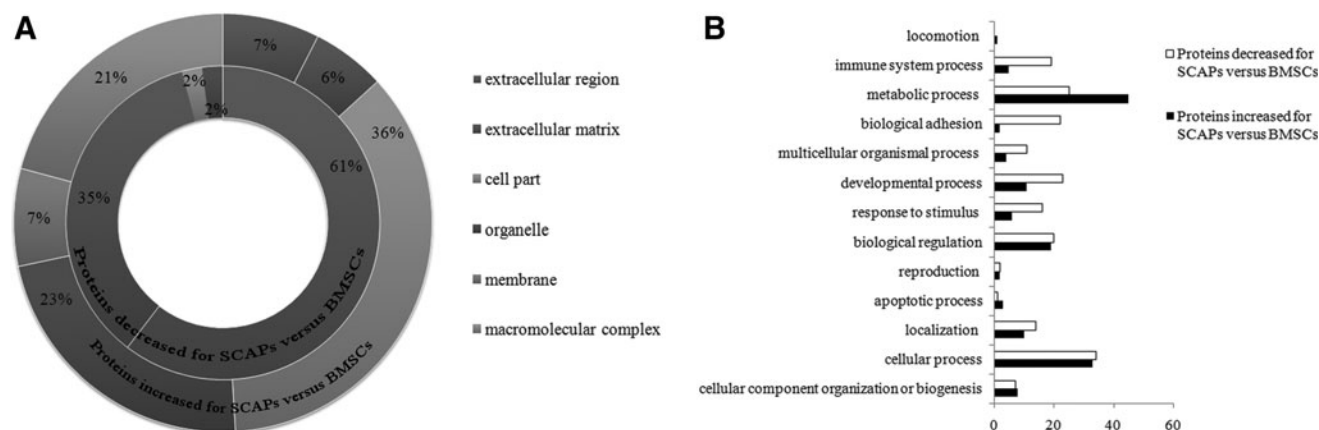 A
7%
6%
36%
21%
2%
2%
61%
35%
7%
23%
Proteins decreased for SCAPs versus BMSCs
Proteins increased for SCAPs versus BMSCs
extracellular region
extracellular matrix
cell part
organelle
membrane
macromolecular complex
B
locomotion
immune system process
metabolic process
biological adhesion
multicellular organismal process
developmental process
response to stimulus
biological regulation
reproduction
apoptotic process
localization
cellular process
cellular component organization or biogenesis
0 20 40 60
Proteins decreased for
SCAPs versus BMSCs
Proteins increased for
SCAPs versus BMSCs